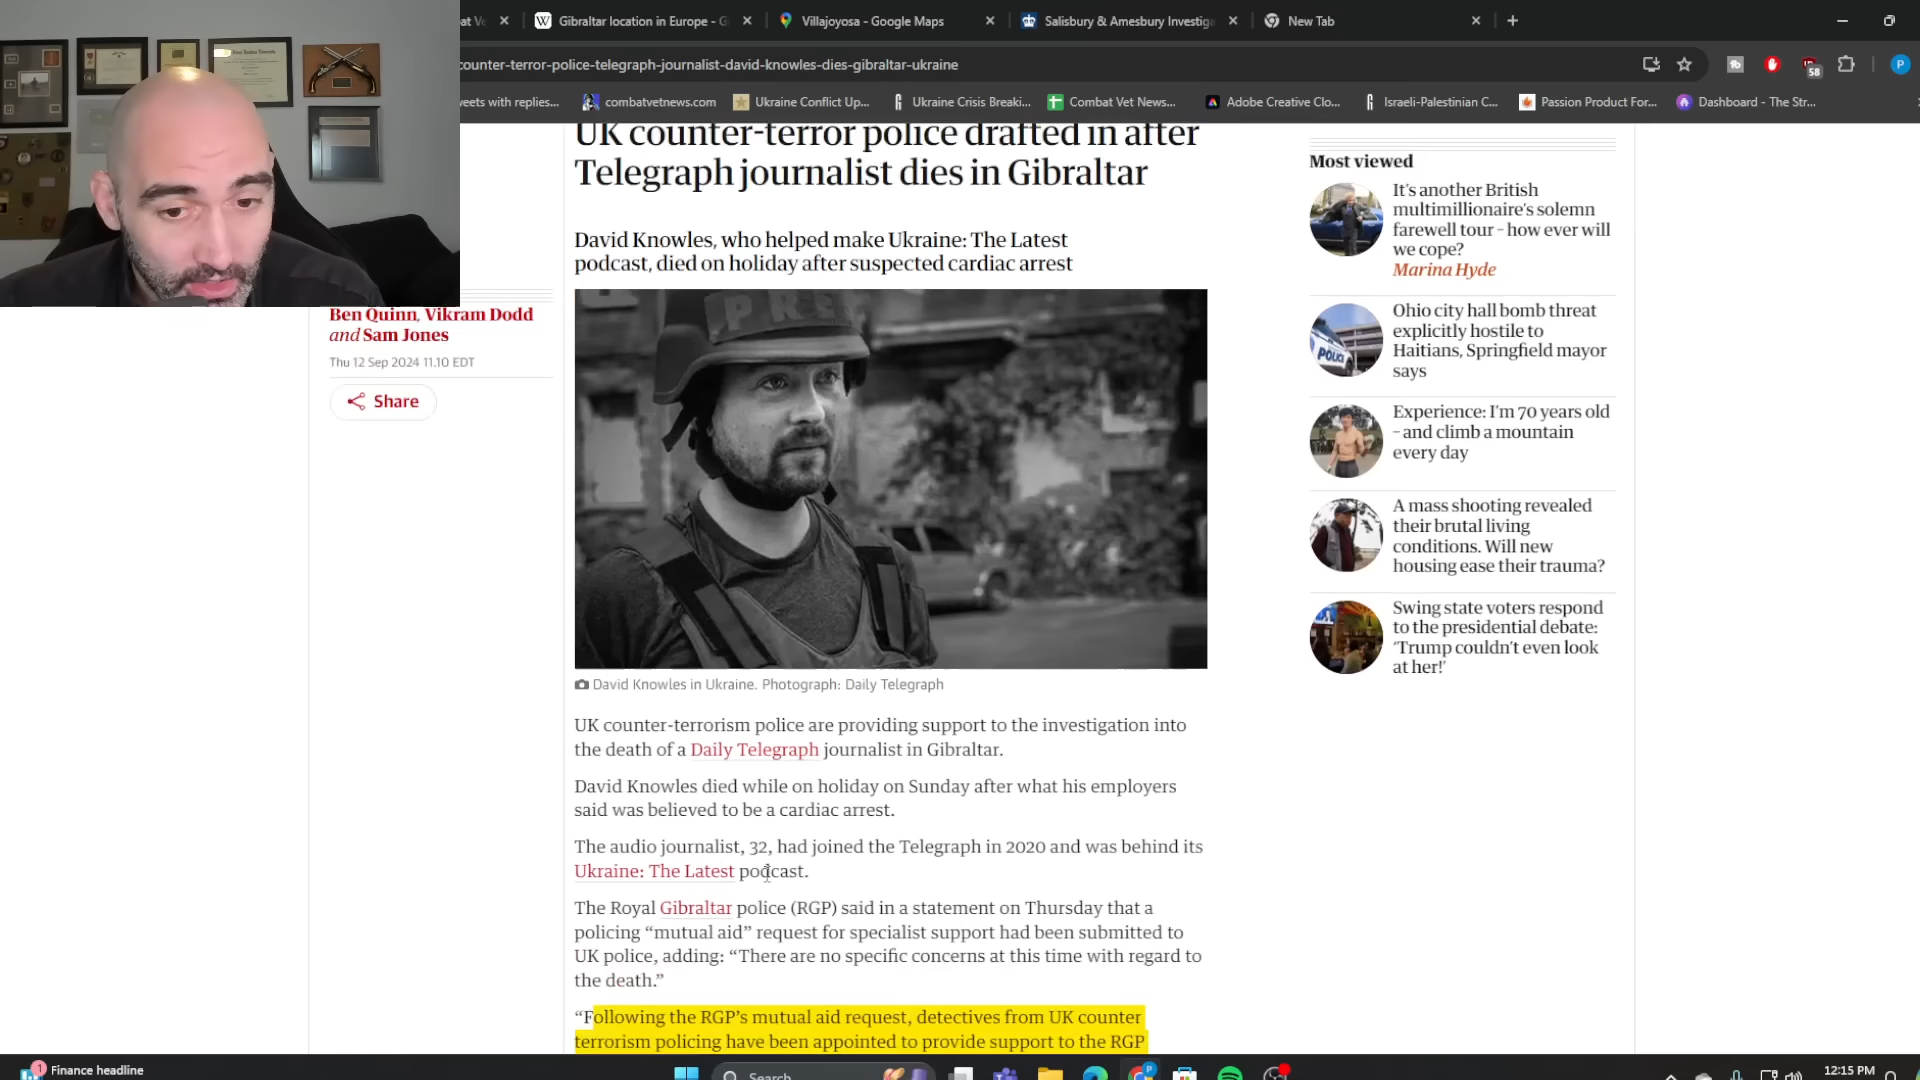 at Ve
Gibraltar location in Europe - G
Villajoyosa - Google Maps
Salisbury & Amesbury Investiga
New Tab
counter-terror-police-telegraph-journalist-david-knowles-dies-gibraltar-ukraine
58
P
weets with replies...
combatvetnews.com
Ukraine Conflict Up...
Ukraine Crisis Breaki...
Combat Vet News...
Adobe Creative Clo...
Israeli-Palestinian C...
Passion Product For...
Dashboard - The Str...
UK counter-terror police drafted in after
Telegraph journalist dies in Gibraltar
David Knowles, who helped make Ukraine: The Latest
podcast, died on holiday after suspected cardiac arrest
Ben Quinn, Vikram Dodd
and Sam Jones
Thu 12 Sep 2024 11.10 EDT
Share
PRE
David Knowles in Ukraine. Photograph: Daily Telegraph
UK counter-terrorism police are providing support to the investigation into
the death of a Daily Telegraph journalist in Gibraltar.
David Knowles died while on holiday on Sunday after what his employers
said was believed to be a cardiac arrest.
The audio journalist, 32, had joined the Telegraph in 2020 and was behind its
Ukraine: The Latest podcast.
The Royal Gibraltar police (RGP) said in a statement on Thursday that a
policing “mutual aid” request for specialist support had been submitted to
UK police, adding: “There are no specific concerns at this time with regard to
the death.”
“Following the RGP’s mutual aid request, detectives from UK counter
terrorism policing have been appointed to provide support to the RGP
Most viewed
It’s another British
multimillionaire’s solemn
farewell tour – how ever will
we cope?
Marina Hyde
Ohio city hall bomb threat
explicitly hostile to
Haitians, Springfield mayor
says
POLICE
Experience: I’m 70 years old
– and climb a mountain
every day
A mass shooting revealed
their brutal living
conditions. Will new
housing ease their trauma?
Swing state voters respond
to the presidential debate:
‘Trump couldn’t even look
at her!’
1
Finance headline
Search
P
12:15 PM